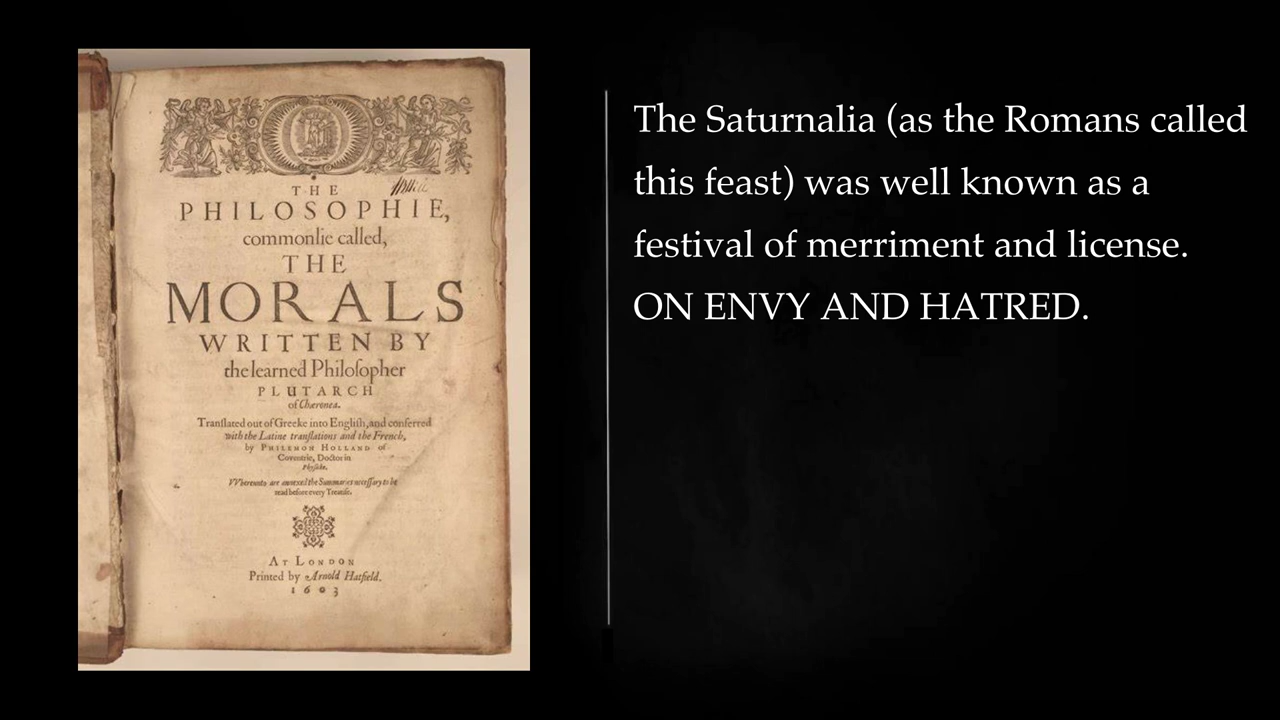 THE
PHILOSOPHIE,
commonlie called,
THE
MORALS
WRITTEN BY
the learned Philoſopher
PLUTARCH
of Chæronea.
Tranſlated out of Greeke into Engliſh, and conferred
with the Latine tranſlations and the French,
by PHILEMON HOLLAND of
Coventrie, Doctor in
Phyſicke.
VVhereunto are annexed the Summaries neceſſary to be
read before every Treatiſe.
AT LONDON
Printed by Arnold Hatfield.
1603
The Saturnalia (as the Romans called
this feast) was well known as a
festival of merriment and license.
ON ENVY AND HATRED.